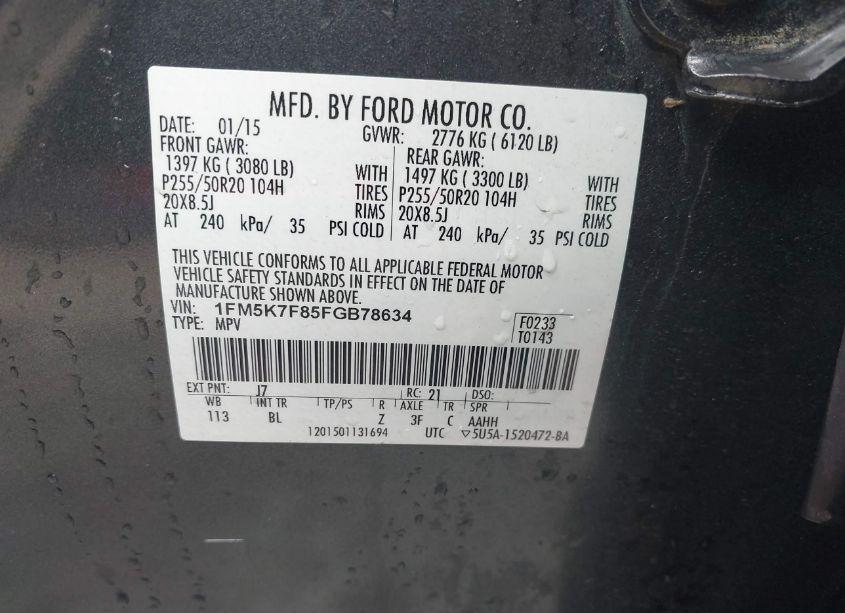 MFD. BY FORD MOTOR CO.
DATE: 01/15 GVWR: 2776 KG ( 6120 LB)
FRONT GAWR: REAR GAWR:
1397 KG ( 3080 LB) WITH 1497 KG ( 3300 LB) WITH
P255/50R20 104H TIRES P255/50R20 104H TIRES
20X8.5J RIMS 20X8.5J RIMS
AT 240 kPa/ 35 PSI COLD AT 240 kPa/ 35 PSI COLD
THIS VEHICLE CONFORMS TO ALL APPLICABLE FEDERAL MOTOR
VEHICLE SAFETY STANDARDS IN EFFECT ON THE DATE OF
MANUFACTURE SHOWN ABOVE.
VIN: 1FM5K7F85FGB78634
TYPE: MPV
F0233
T0143
EXT PNT: J7 RC: 21 DSO:
WB INT TR TP/PS R AXLE TR SPR
113 BL Z 3F C AAHH
1201501131694 UTC ▽5U5A-1520472-BA